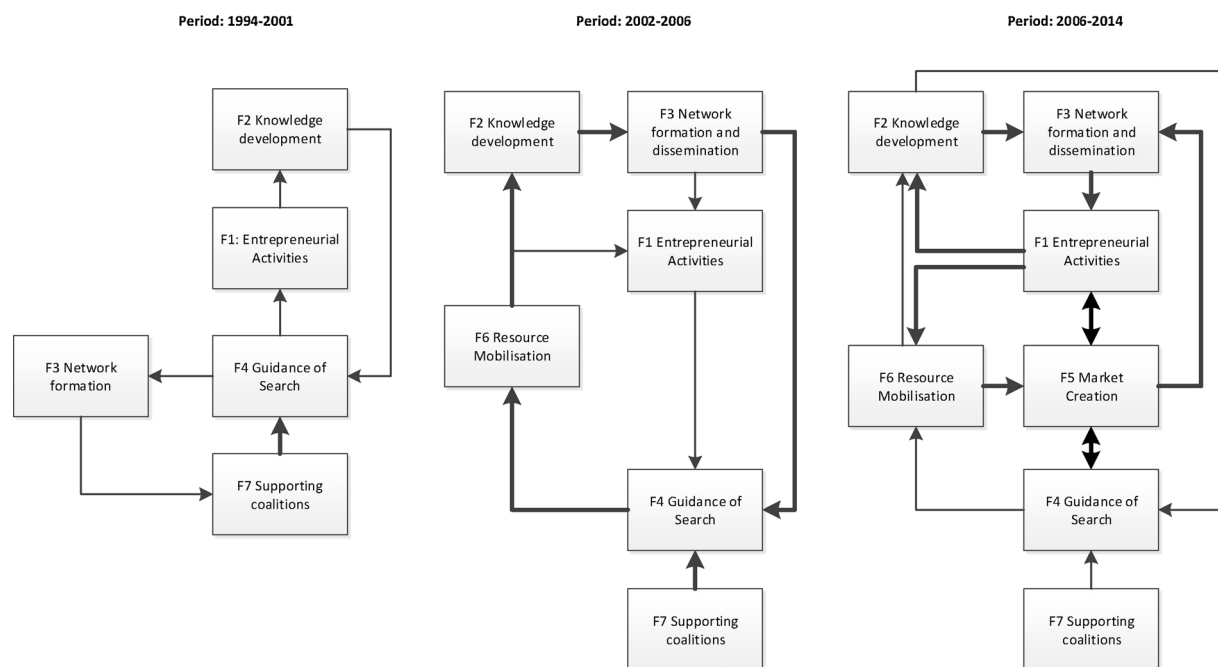 Period: 1994-2001
F2 Knowledge
development
F1: Entrepreneurial
Activities
F3 Network
formation
F4 Guidance of
Search
F7 Supporting
coalitions
Period: 2002-2006
F2 Knowledge
development
F3 Network
formation and
dissemination
F1 Entrepreneurial
Activities
F6 Resource
Mobilisation
F4 Guidance of
Search
F7 Supporting
coalitions
Period: 2006-2014
F2 Knowledge
development
F3 Network
formation and
dissemination
F1 Entrepreneurial
Activities
F6 Resource
Mobilisation
F5 Market
Creation
F4 Guidance of
Search
F7 Supporting
coalitions